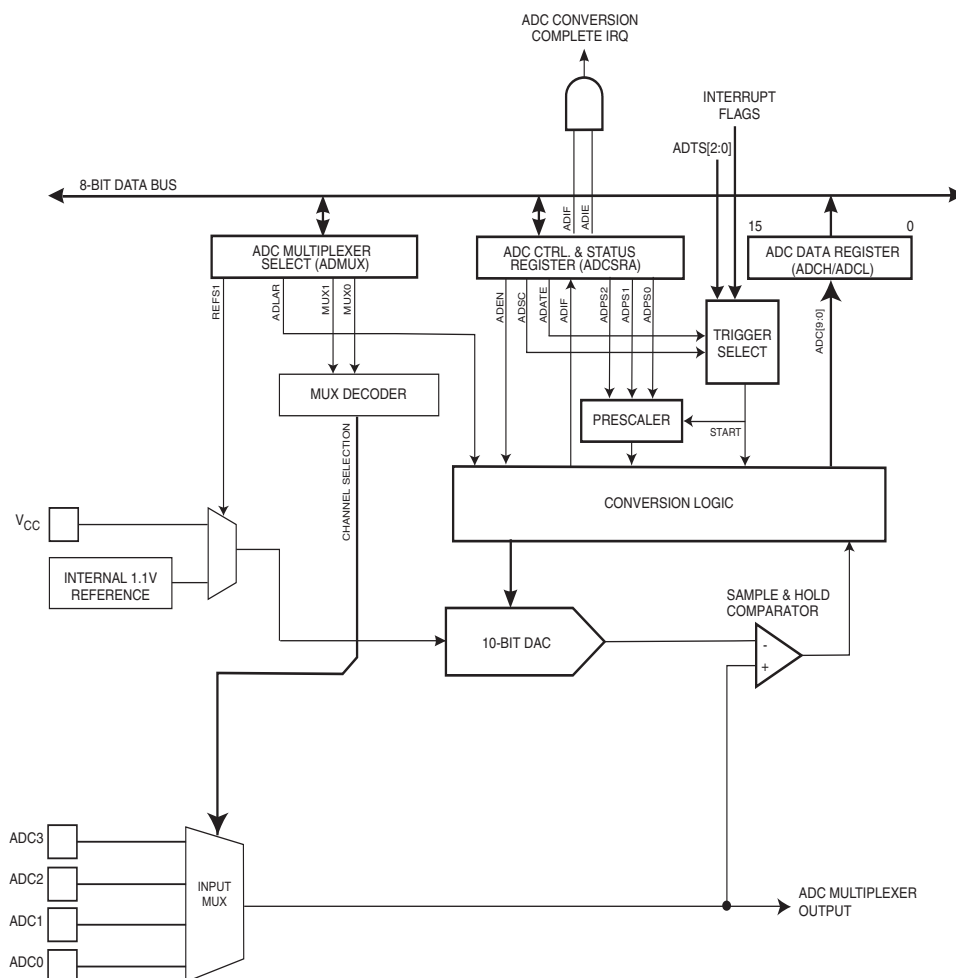 ADC CONVERSION
COMPLETE IRQ
INTERRUPT
FLAGS
ADTS[2:0]
8-BIT DATA BUS
ADIF
ADIE
15
0
ADC MULTIPLEXER
SELECT (ADMUX)
ADC CTRL. & STATUS
REGISTER (ADCSRA)
ADC DATA REGISTER
(ADCH/ADCL)
REFS1
ADLAR
MUX1
MUX0
ADEN
ADSC
ADATE
ADIF
ADPS2
ADPS1
ADPS0
TRIGGER
SELECT
ADC[9:0]
MUX DECODER
PRESCALER
START
CHANNEL SELECTION
CONVERSION LOGIC
VCC
INTERNAL 1.1V
REFERENCE
SAMPLE & HOLD
COMPARATOR
10-BIT DAC
-
+
ADC3
ADC2
ADC1
ADC0
INPUT
MUX
ADC MULTIPLEXER
OUTPUT